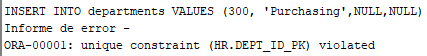 INSERT INTO departments VALUES (300, 'Purchasing',NULL,NULL)
Informe de error -
ORA-00001: unique constraint (HR.DEPT_ID_PK) violated